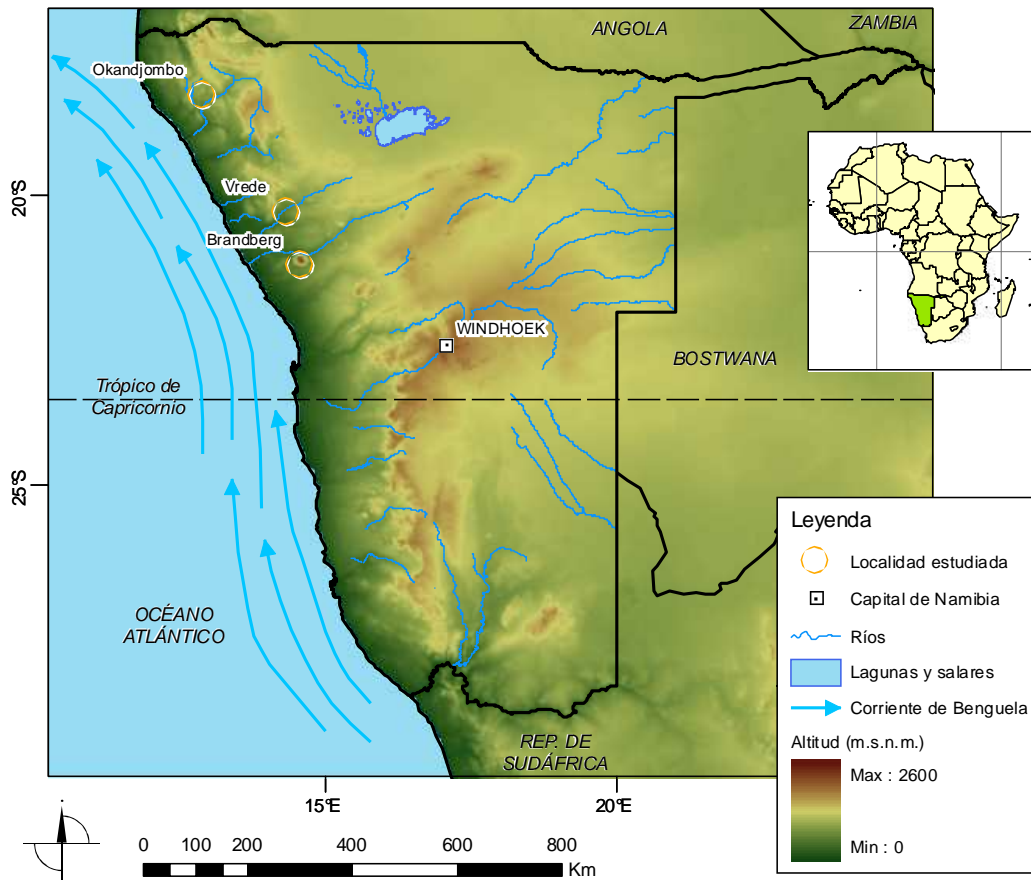 ANGOLA
ZAMBIA
Okandjombo
Vrede
Brandberg
WINDHOEK
BOSTWANA
Trópico de
Capricornio
OCÉANO
ATLÁNTICO
REP. DE
SUDÁFRICA
20°S
25°S
15°E
20°E
0 100 200 400 600 800
Km
Leyenda
Localidad estudiada
Capital de Namibia
Ríos
Lagunas y salares
Corriente de Benguela
Altitud (m.s.n.m.)
Max : 2600
Min : 0